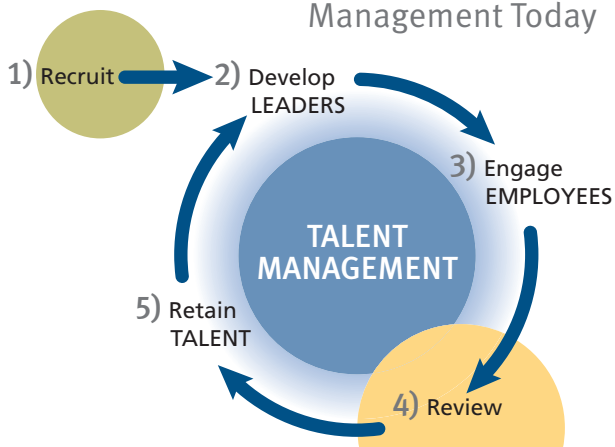 Management Today
1) Recruit
2) Develop
LEADERS
3) Engage
EMPLOYEES
TALENT
MANAGEMENT
5) Retain
TALENT
4) Review